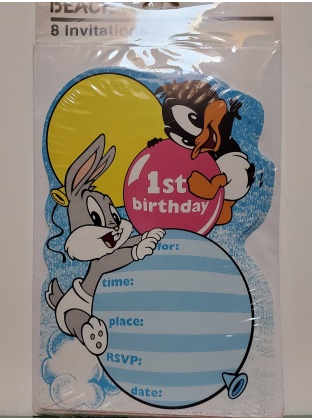 BEACH
8 Invitations
1st
birthday
for:
time:
place:
RSVP:
date: